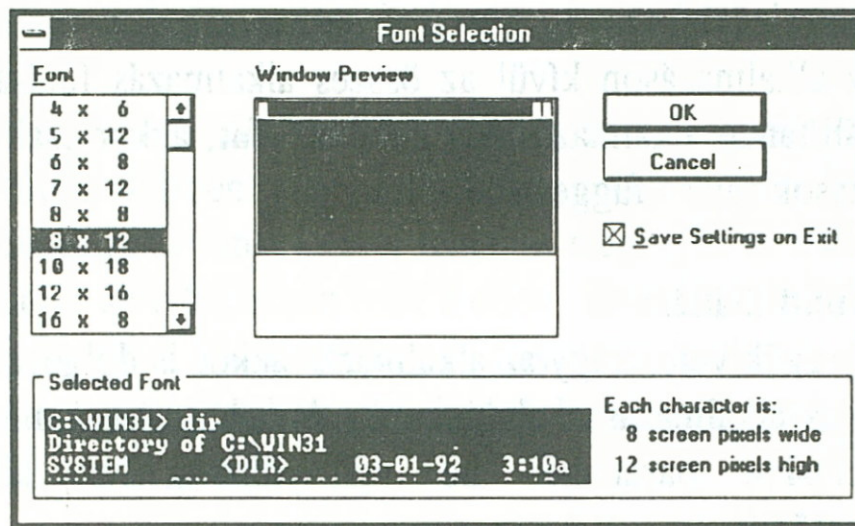 Font Selection
Font
Window Preview
4 x 6
5 x 12
6 x 8
7 x 12
8 x 8
8 x 12
10 x 18
12 x 16
16 x 8
OK
Cancel
Save Settings on Exit
Selected Font
C:\WIN31> dir
Directory of C:\WIN31
SYSTEM <DIR> 03-01-92 3:10a
Each character is:
8 screen pixels wide
12 screen pixels high